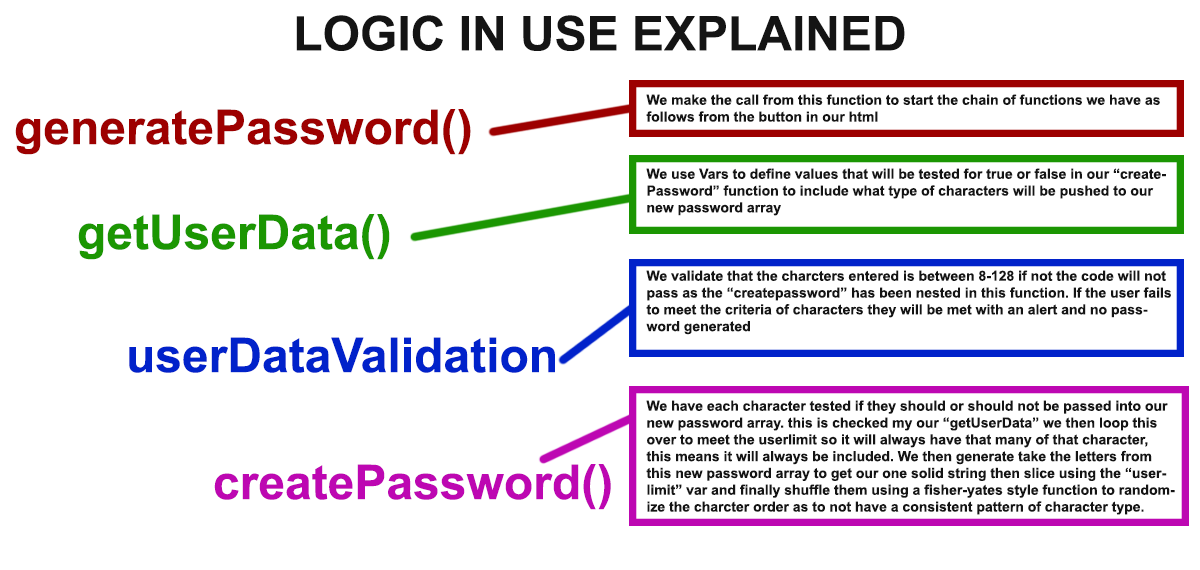 LOGIC IN USE EXPLAINED
generatePassword()
We make the call from this function to start the chain of functions we have as
follows from the button in our html
getUserData()
We use Vars to define values that will be tested for true or false in our “create-
Password” function to include what type of characters will be pushed to our
new password array
userDataValidation
We validate that the charcters entered is between 8-128 if not the code will not
pass as the “createpassword” has been nested in this function. If the user fails
to meet the criteria of characters they will be met with an alert and no pass-
word generated
createPassword()
We have each character tested if they should or should not be passed into our
new password array. this is checked my our “getUserData” we then loop this
over to meet the userlimit so it will always have that many of that character,
this means it will always be included. We then generate take the letters from
this new password array to get our one solid string then slice using the “user-
limit” var and finally shuffle them using a fisher-yates style function to random-
ize the charcter order as to not have a consistent pattern of character type.